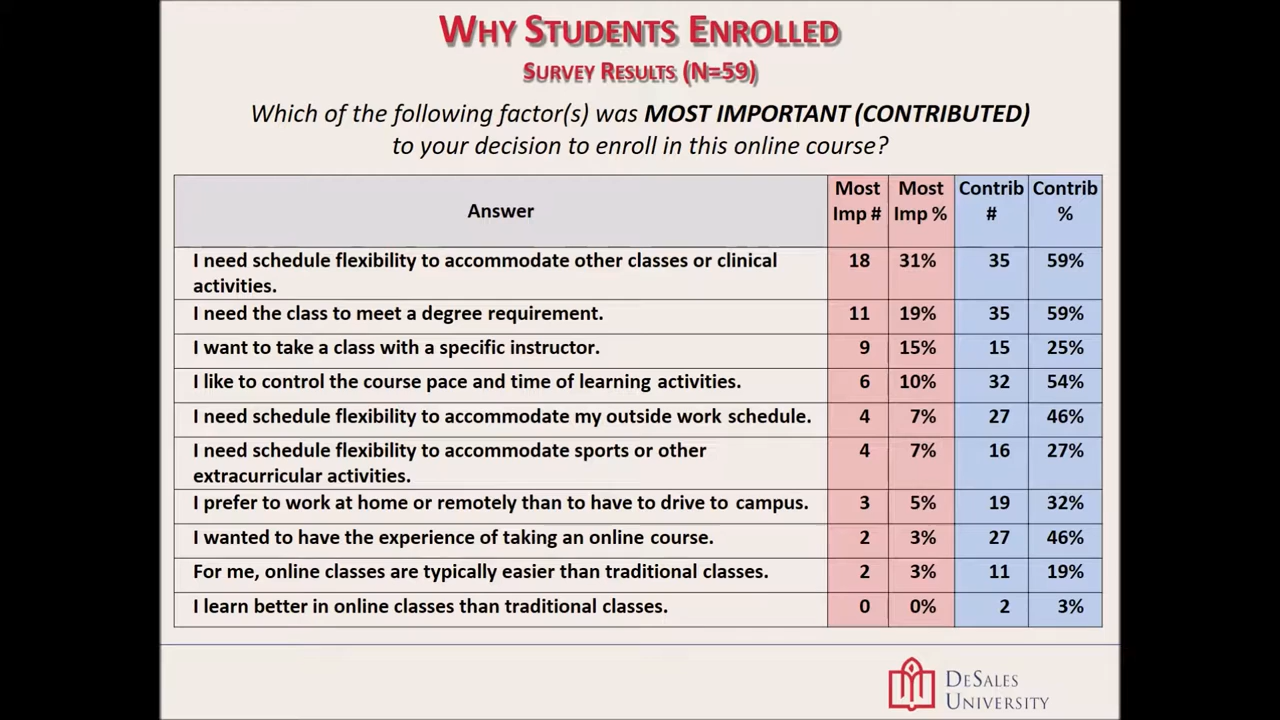 WHY STUDENTS ENROLLED
SURVEY RESULTS (N=59)
Which of the following factor(s) was MOST IMPORTANT (CONTRIBUTED)
to your decision to enroll in this online course?
Answer Most Imp # Most Imp % Contrib # Contrib %
I need schedule flexibility to accommodate other classes or clinical activities. 18 31% 35 59%
I need the class to meet a degree requirement. 11 19% 35 59%
I want to take a class with a specific instructor. 9 15% 15 25%
I like to control the course pace and time of learning activities. 6 10% 32 54%
I need schedule flexibility to accommodate my outside work schedule. 4 7% 27 46%
I need schedule flexibility to accommodate sports or other extracurricular activities. 4 7% 16 27%
I prefer to work at home or remotely than to have to drive to campus. 3 5% 19 32%
I wanted to have the experience of taking an online course. 2 3% 27 46%
For me, online classes are typically easier than traditional classes. 2 3% 11 19%
I learn better in online classes than traditional classes. 0 0% 2 3%
DESALES
UNIVERSITY